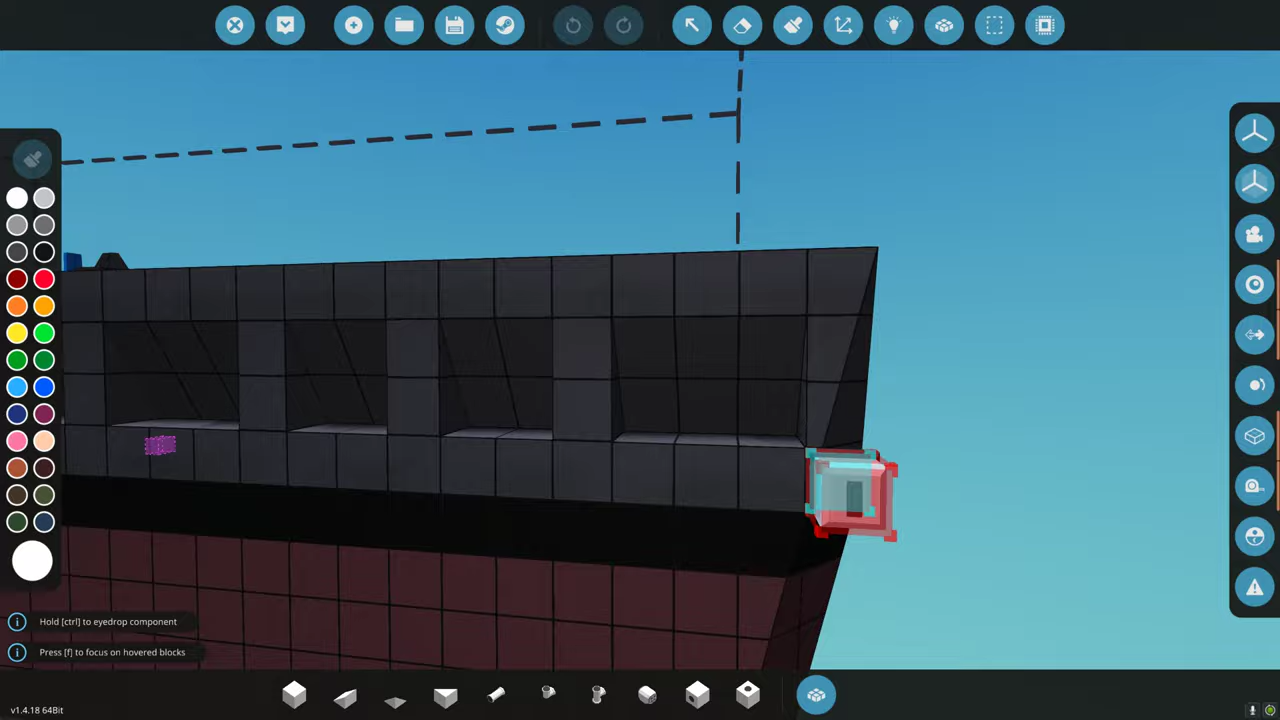 Hold [ctrl] to eyedrop component
Press [f] to focus on hovered blocks
v1.4.18 64Bit